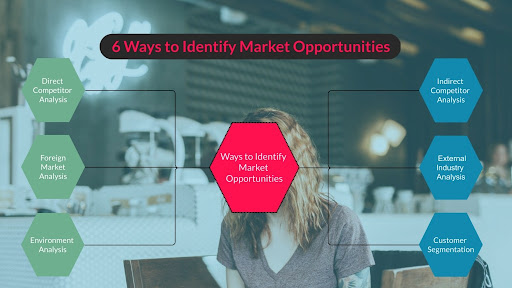 6 Ways to Identify Market Opportunities
Direct
Competitor
Analysis
Foreign
Market
Analysis
Environment
Analysis
Ways to Identify
Market
Opportunities
Indirect
Competitor
Analysis
External
Industry
Analysis
Customer
Segmentation